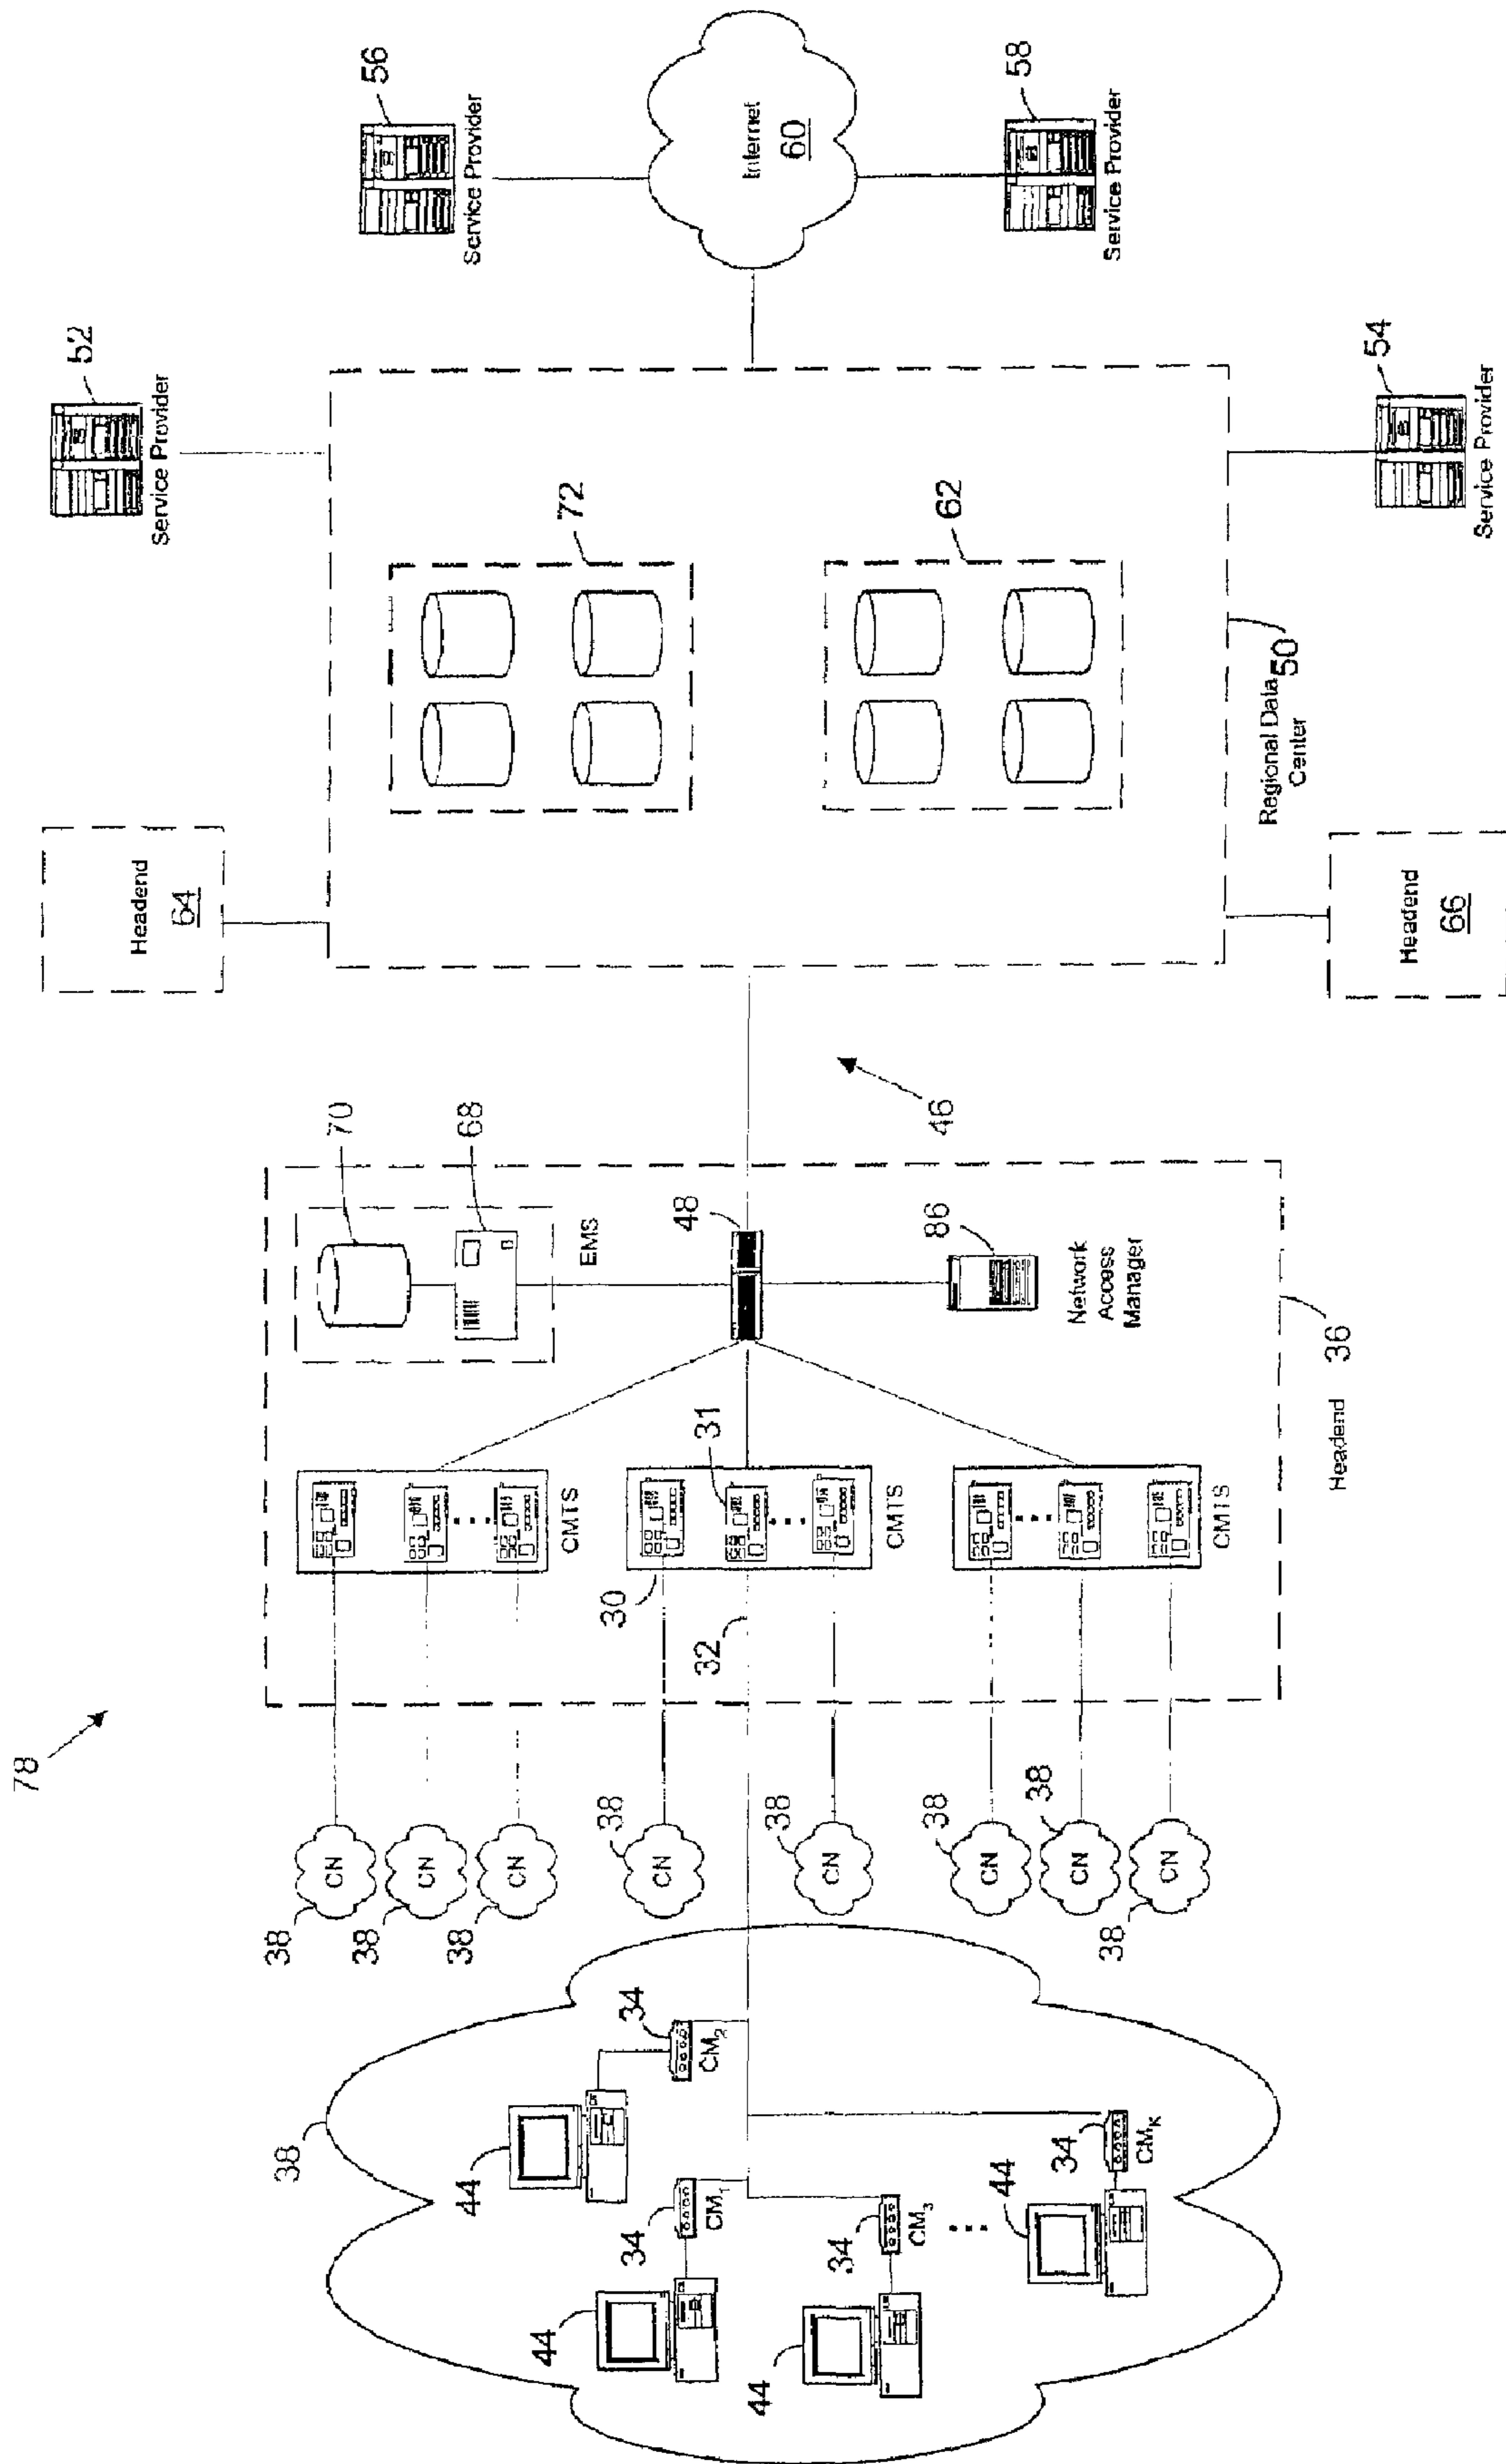 78
38
44
34
CM₂
44
34
CM₁
44
34
CM₃
44
34
CM_K
38
CN
38
CN
38
CN
38
CN
38
CN
38
CN
38
CN
38
CN
32
30
31
CMTS
CMTS
CMTS
70
68
EMS
48
86
Network
Access
Manager
Headend
36
46
Headend
64
Headend
66
72
62
Regional Data
Center
50
52
Service Provider
54
Service Provider
56
Service Provider
Internet
60
58
Service Provider